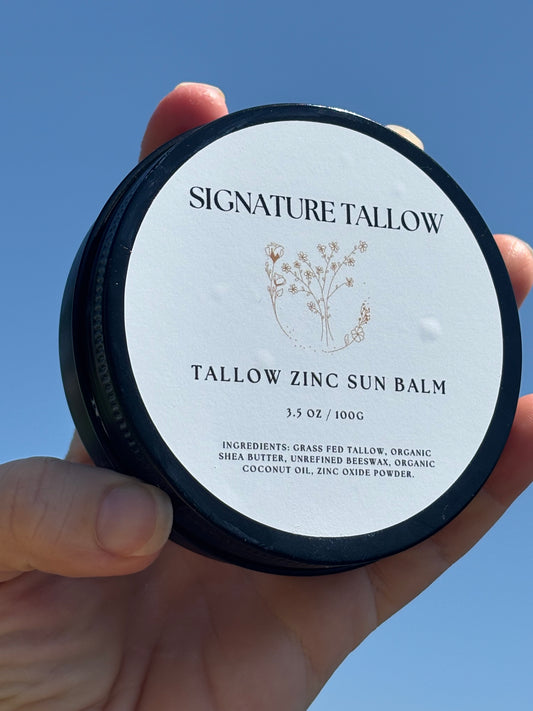 SIGNATURE TALLOW
TALLOW ZINC SUN BALM
3.5 OZ / 100G
INGREDIENTS: GRASS FED TALLOW, ORGANIC
SHEA BUTTER, UNREFINED BEESWAX, ORGANIC
COCONUT OIL, ZINC OXIDE POWDER.